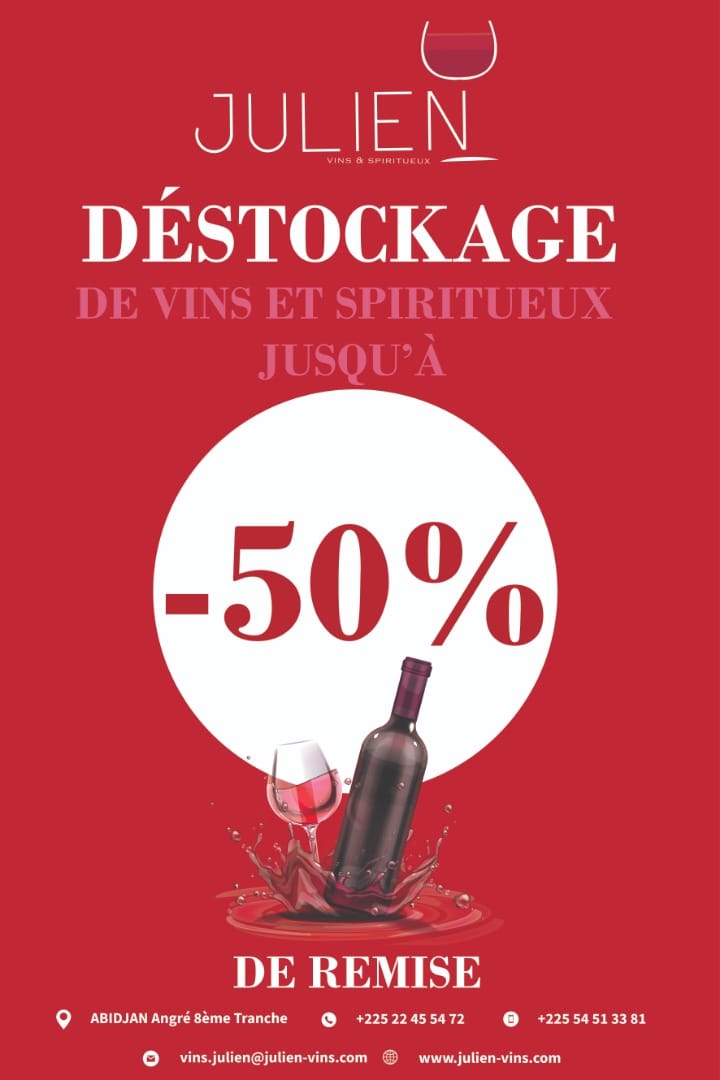 JULIEN
VINS & SPIRITUEUX
DÉSTOCKAGE
DE VINS ET SPIRITUEUX
JUSQU'À
-50%
DE REMISE
ABIDJAN Angré 8ème Tranche +225 22 45 54 72 +225 54 51 33 81
vins.julien@julien-vins.com www.julien-vins.com